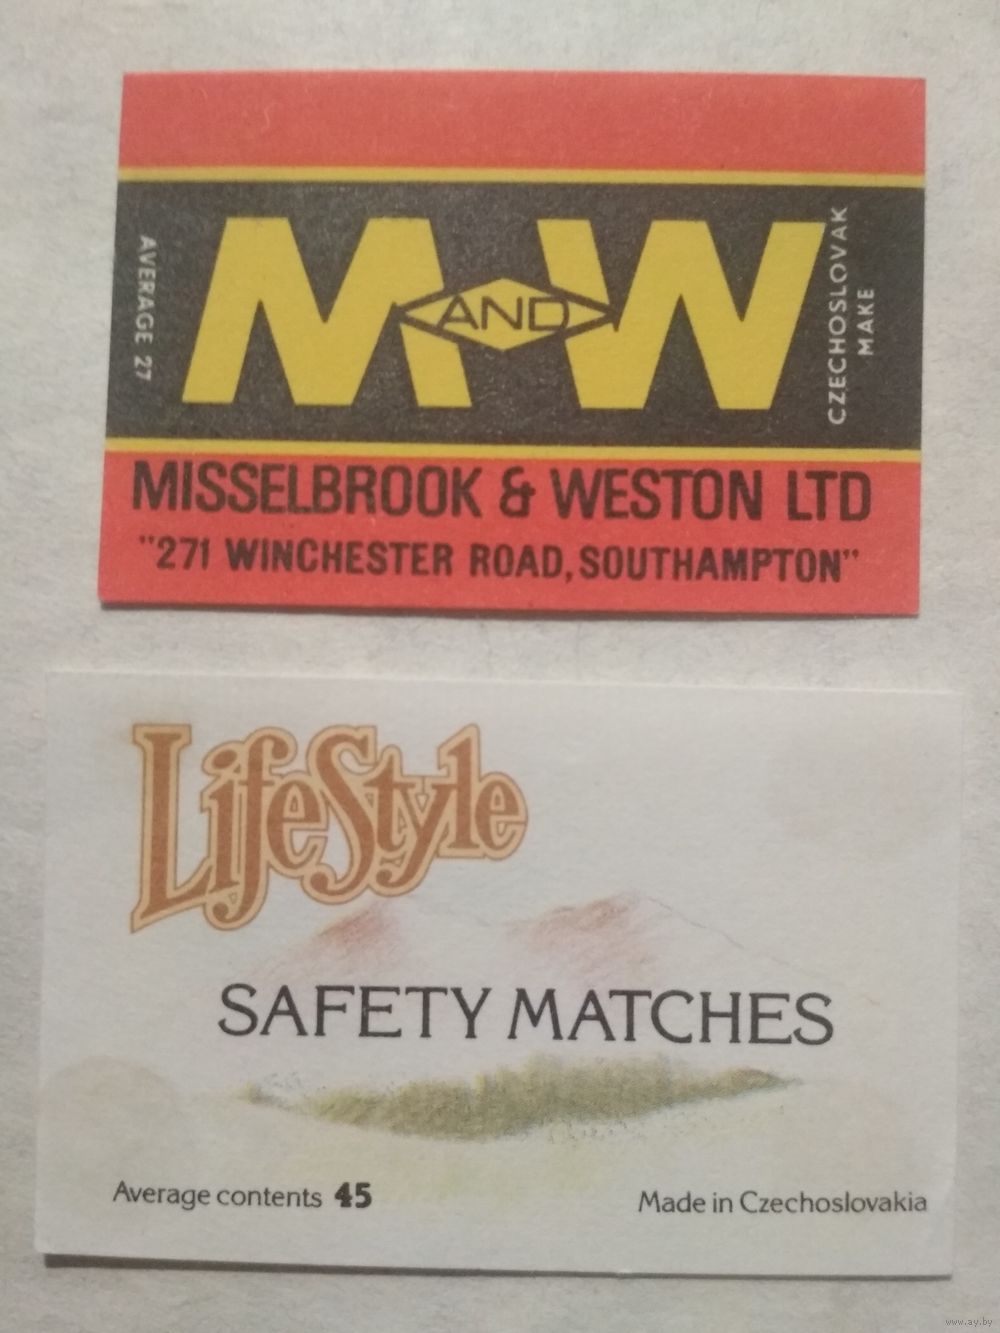 AVERAGE 27
M AND W
CZECHOSLOVAK
MAKE
MISSELBROOK & WESTON LTD
"271 WINCHESTER ROAD, SOUTHAMPTON"
LifeStyle
SAFETY MATCHES
Average contents 45
Made in Czechoslovakia
www.ay.by